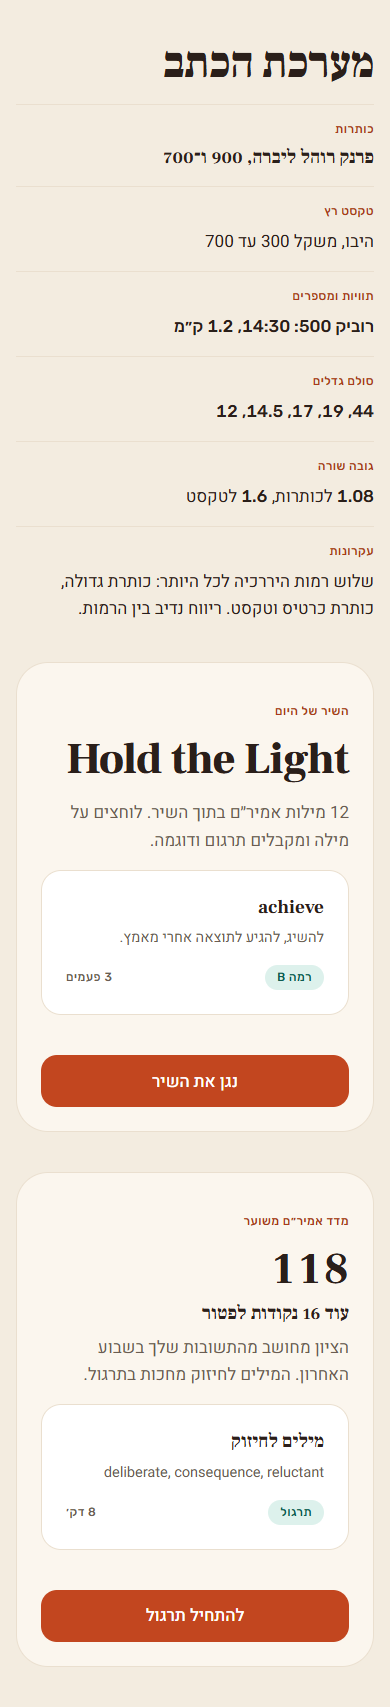 מערכת הכתב
כותרות
פרנק רוהל ליברה, 900 ו־700
טקסט רץ
היבו, משקל 300 עד 700
תוויות ומספרים
רוביק 500: 14:30, 1.2 ק״מ
סולם גדלים
44, 19, 17, 14.5, 12
גובה שורה
1.08 לכותרות, 1.6 לטקסט
עקרונות
שלוש רמות היררכיה לכל היותר: כותרת גדולה,
כותרת כרטיס וטקסט. ריווח נדיב בין הרמות.
השיר של היום
Hold the Light
12 מילות אמיר״ם בתוך השיר. לוחצים על
מילה ומקבלים תרגום ודוגמה.
achieve
להשיג, להגיע לתוצאה אחרי מאמץ.
רמה B
3 פעמים
נגן את השיר
מדד אמיר״ם משוער
118
עוד 16 נקודות לפטור
הציון מחושב מהתשובות שלך בשבוע
האחרון. המילים לחיזוק מחכות בתרגול.
מילים לחיזוק
deliberate, consequence, reluctant
תרגול
8 דק׳
להתחיל תרגול